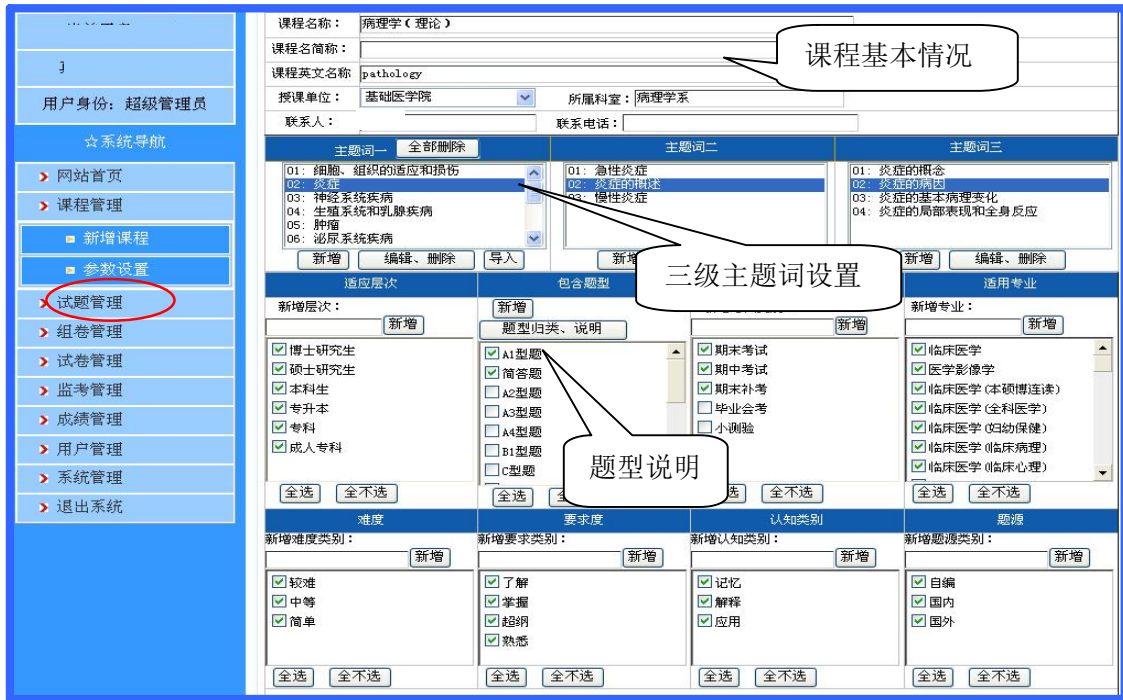 用户身份: 超级管理员
☆系统导航
网站首页
课程管理
新增课程
参数设置
试题管理
组卷管理
试卷管理
监考管理
成绩管理
用户管理
系统管理
退出系统
课程名称: 病理学(理论)
课程名简称:
课程英文名称 pathology
授课单位: 基础医学院 所属科室: 病理学系
联系人: 联系电话:
课程基本情况
主题词一 全部删除 主题词二 主题词三
01: 细胞、组织的适应和损伤
02: 炎症
03: 神经系统疾病
04: 生殖系统和乳腺疾病
05: 肿瘤
06: 泌尿系统疾病
新增 编辑、删除 导入
01: 急性炎症
02: 炎症的概述
03: 慢性炎症
新增
01: 炎症的概念
02: 炎症的病因
03: 炎症的基本病理变化
04: 炎症的局部表现和全身反应
新增 编辑、删除
三级主题词设置
适应层次 包含题型 适用专业
新增层次:
新增
博士研究生
硕士研究生
本科生
专升本
专科
成人专科
全选 全不选
新增
题型归类、说明
A1型题
简答题
A2型题
A3型题
A4型题
B1型题
C型题
全选
题型说明
新增
期末考试
期中考试
期末补考
毕业会考
小测验
全不选
新增专业:
新增
临床医学
医学影像学
临床医学(本硕博连读)
临床医学(全科医学)
临床医学(妇幼保健)
临床医学(临床病理)
临床医学(临床心理)
全选 全不选
难度 要求度 认知类别 题源
新增难度类别:
新增
较难
中等
简单
全选 全不选
新增要求类别:
新增
了解
掌握
超纲
熟悉
全选 全不选
新增认知类别:
新增
记忆
解释
应用
全选 全不选
新增题源类别:
新增
自编
国内
国外
全选 全不选